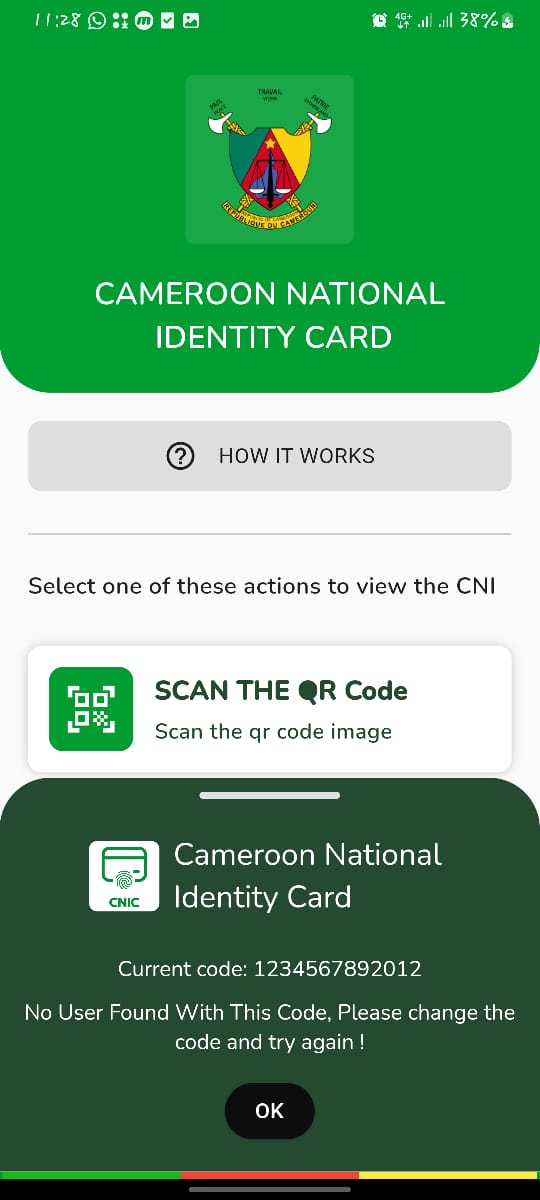 11:28
4G+
38%
TRAVAIL
WORK
PAIX
PEACE
PATRIE
FATHERLAND
REPUBLIQUE DU CAMEROUN
CAMEROON NATIONAL
IDENTITY CARD
HOW IT WORKS
Select one of these actions to view the CNI
SCAN THE QR Code
Scan the qr code image
CNIC
Cameroon National
Identity Card
Current code: 1234567892012
No User Found With This Code, Please change the
code and try again !
OK